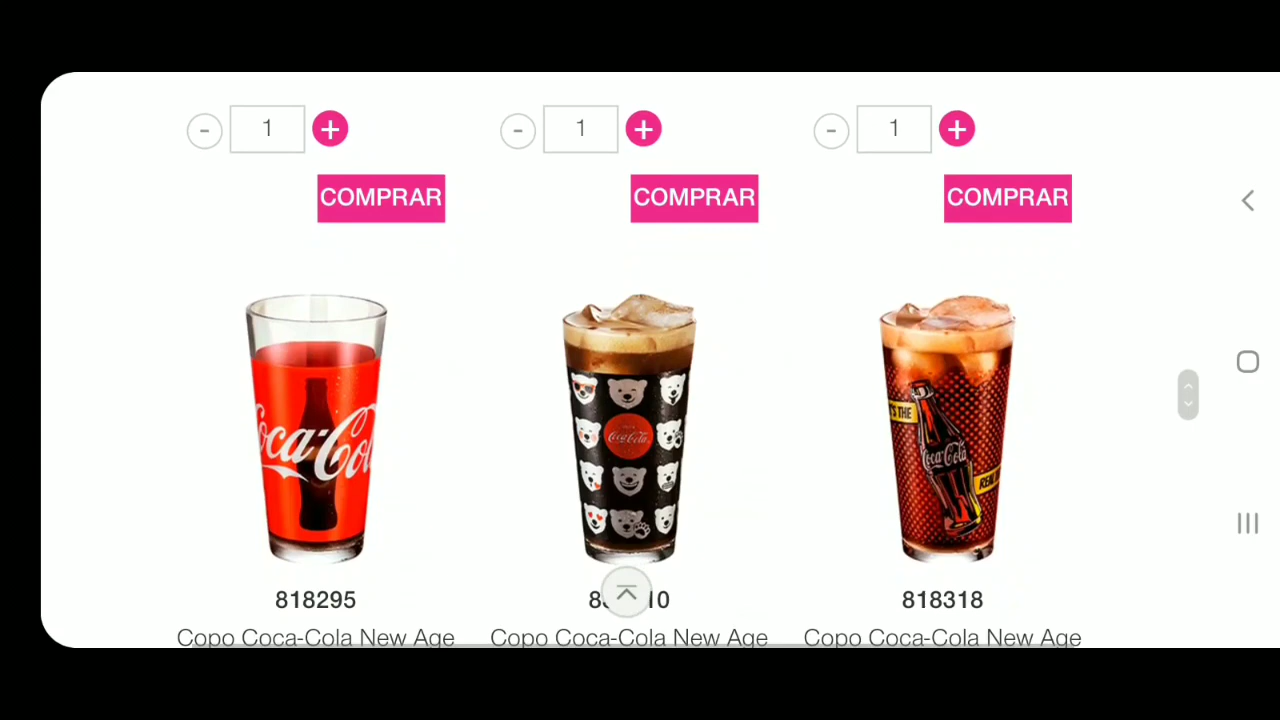 - 1 + - 1 + - 1 +
COMPRAR COMPRAR COMPRAR
Coca-Cola
Coca-Cola
'S THE
Coca-Cola
818295 818318
Copo Coca-Cola New Age Copo Coca-Cola New Age Copo Coca-Cola New Age